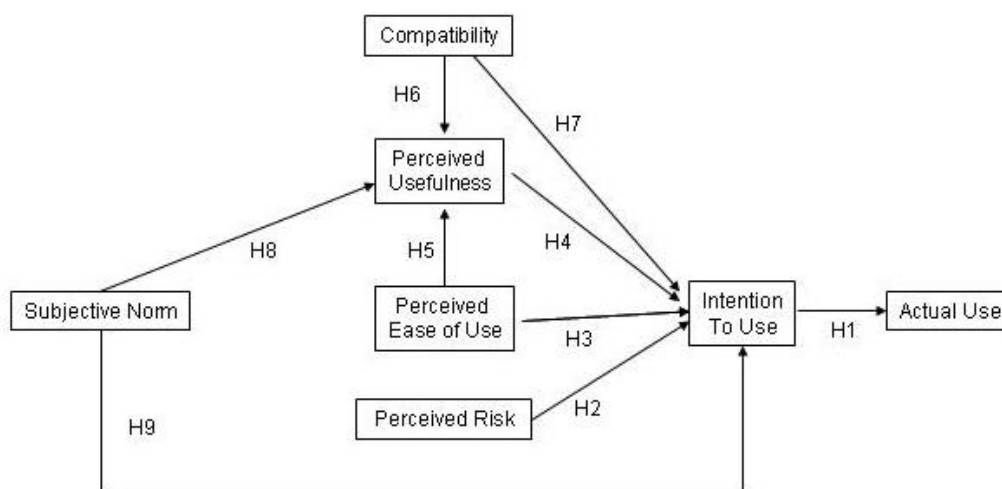 Compatibility
H6
H7
Perceived
Usefulness
H8
H5
H4
Subjective Norm
Perceived
Ease of Use
H3
Intention
To Use
H1
Actual Use
Perceived Risk
H2
H9